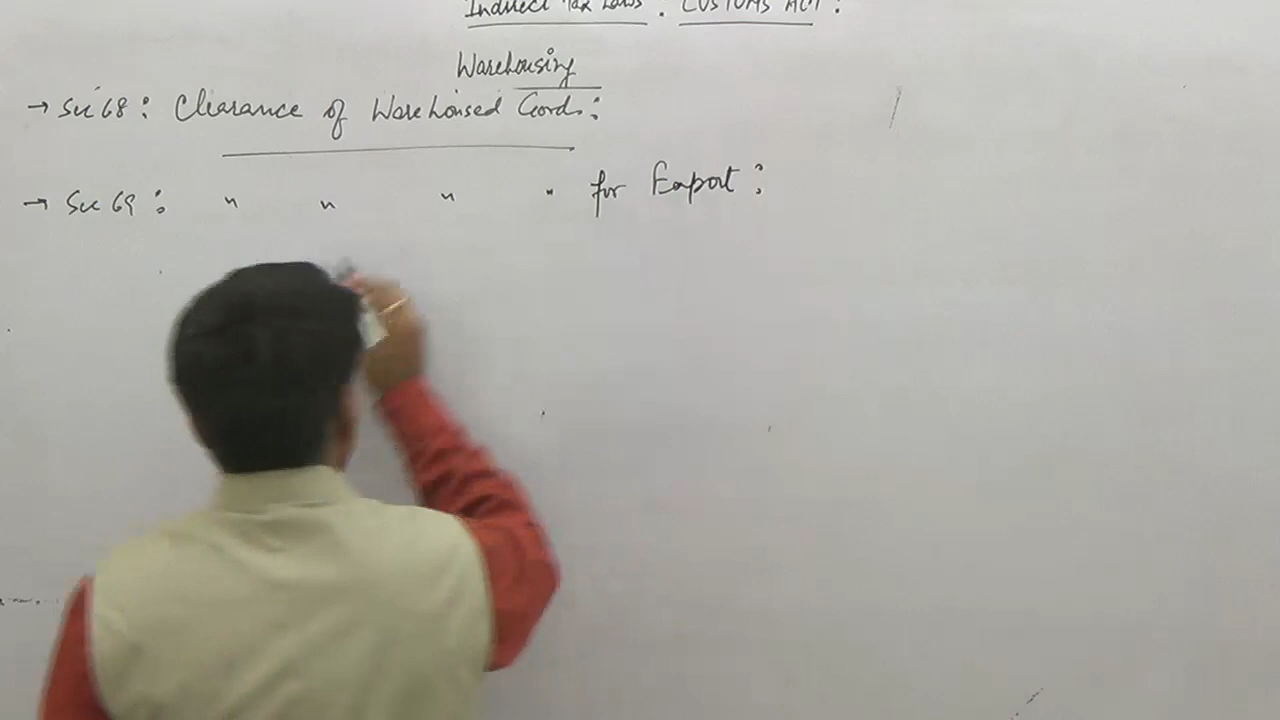 Indirect Tax Laws : CUSTOMS ACT :
Warehousing
→ Sec 68 : Clearance of Warehoused Goods :
→ Sec 69 : " " " " for Export :